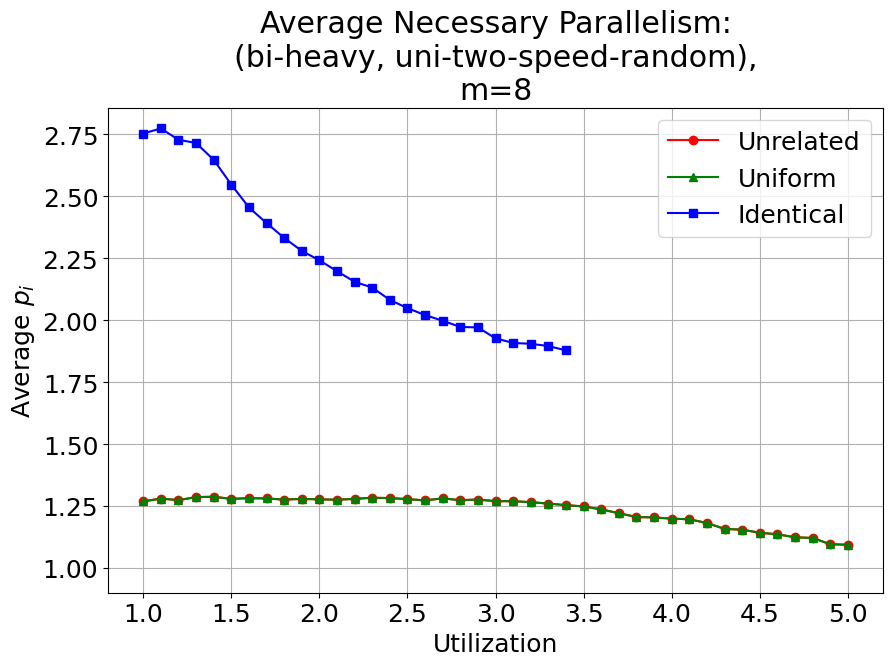 Average Necessary Parallelism:
(bi-heavy, uni-two-speed-random),
m=8
Unrelated
Uniform
Identical
Average p_i
2.75
2.50
2.25
2.00
1.75
1.50
1.25
1.00
1.0 1.5 2.0 2.5 3.0 3.5 4.0 4.5 5.0
Utilization